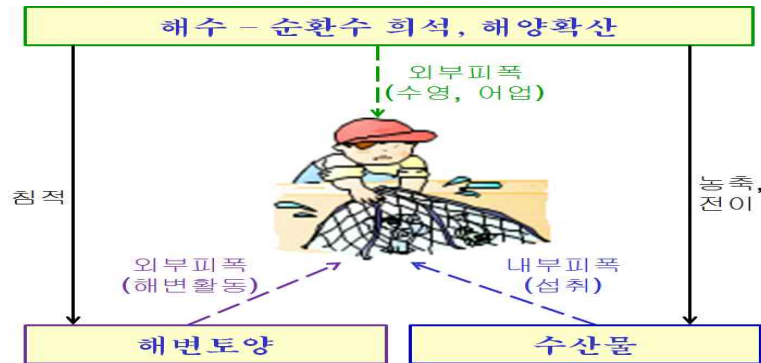 해수 – 순환수 희석, 해양확산
외부피폭
(수영, 어업)
침적
농축,
전이
외부피폭
(해변활동)
내부피폭
(섭취)
해변토양
수산물